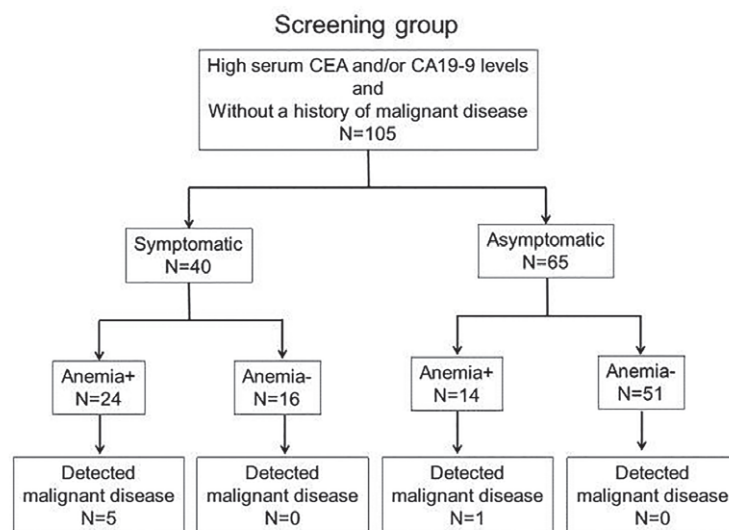 Screening group
High serum CEA and/or CA19-9 levels
and
Without a history of malignant disease
N=105
Symptomatic
N=40
Asymptomatic
N=65
Anemia+
N=24
Anemia-
N=16
Anemia+
N=14
Anemia-
N=51
Detected
malignant disease
N=5
Detected
malignant disease
N=0
Detected
malignant disease
N=1
Detected
malignant disease
N=0